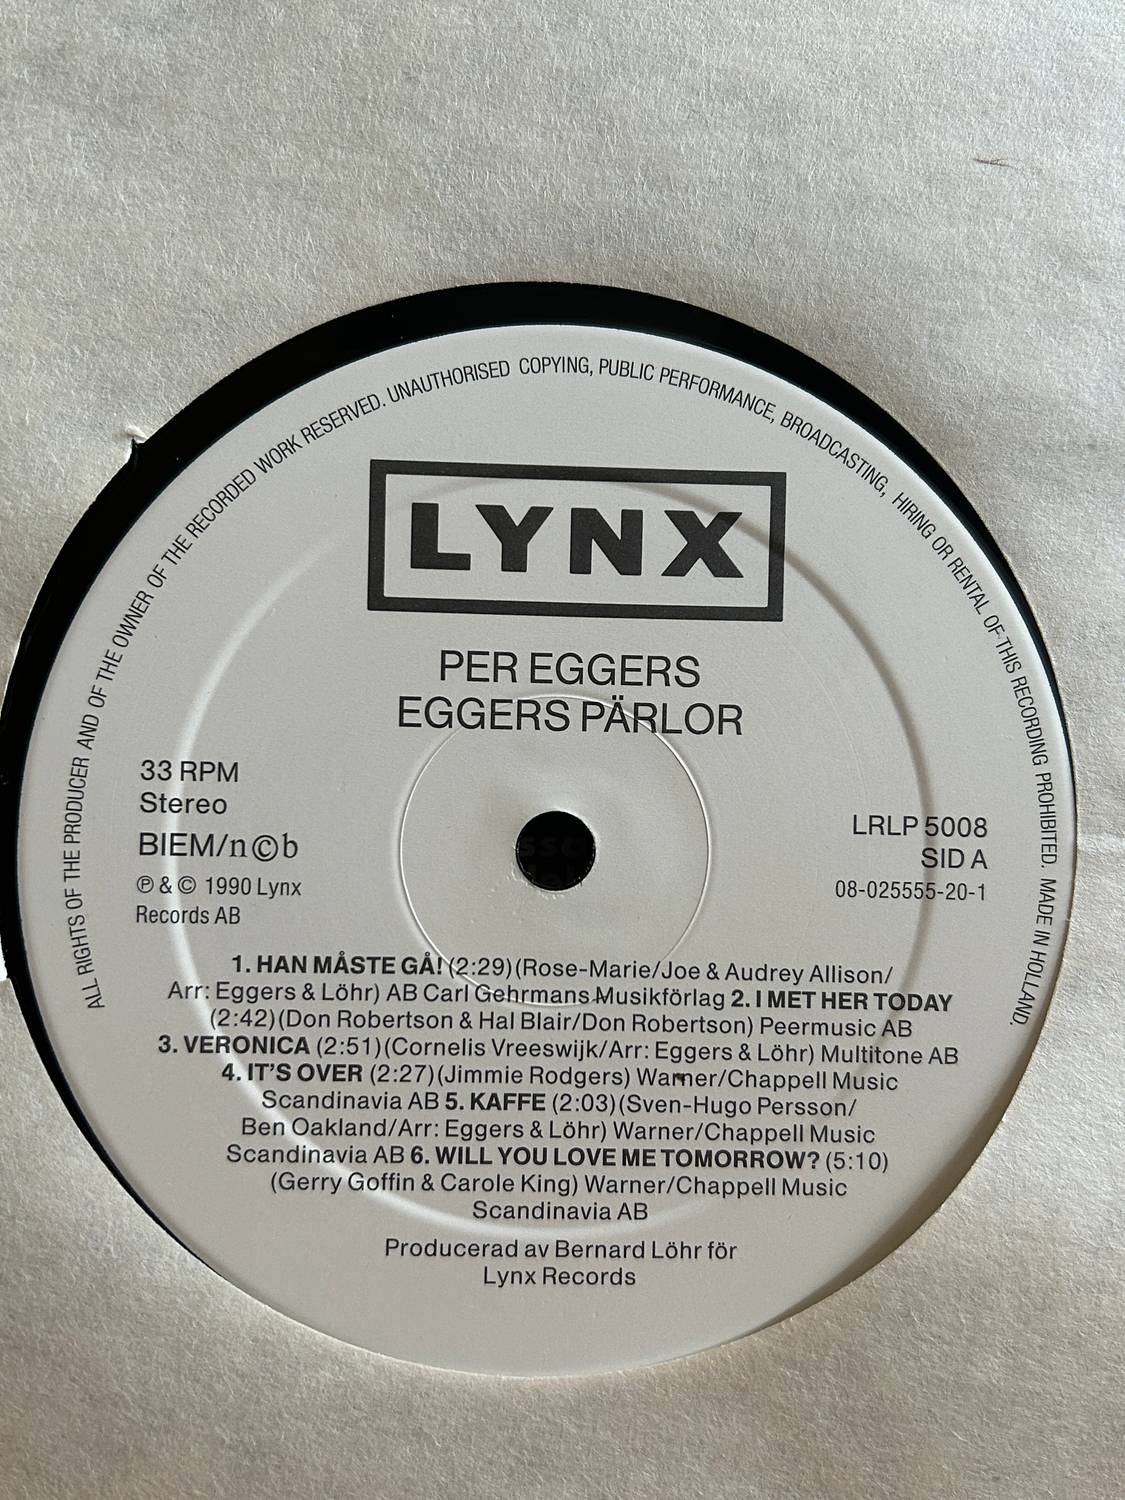 ALL RIGHTS OF THE PRODUCER AND OF THE OWNER OF THE RECORDED WORK RESERVED. UNAUTHORISED COPYING, PUBLIC PERFORMANCE, BROADCASTING, HIRING OR RENTAL OF THIS RECORDING PROHIBITED. MADE IN HOLLAND.
LYNX
PER EGGERS
EGGERS PÄRLOR
33 RPM
Stereo
BIEM/n©b
℗ & © 1990 Lynx
Records AB
LRLP 5008
SID A
08-025555-20-1
1. HAN MÅSTE GÅ! (2:29)(Rose-Marie/Joe & Audrey Allison/
Arr: Eggers & Löhr) AB Carl Gehrmans Musikförlag 2. I MET HER TODAY
(2:42)(Don Robertson & Hal Blair/Don Robertson) Peermusic AB
3. VERONICA (2:51)(Cornelis Vreeswijk/Arr: Eggers & Löhr) Multitone AB
4. IT'S OVER (2:27)(Jimmie Rodgers) Warner/Chappell Music
Scandinavia AB 5. KAFFE (2:03)(Sven-Hugo Persson/
Ben Oakland/Arr: Eggers & Löhr) Warner/Chappell Music
Scandinavia AB 6. WILL YOU LOVE ME TOMORROW? (5:10)
(Gerry Goffin & Carole King) Warner/Chappell Music
Scandinavia AB
Producerad av Bernard Löhr för
Lynx Records